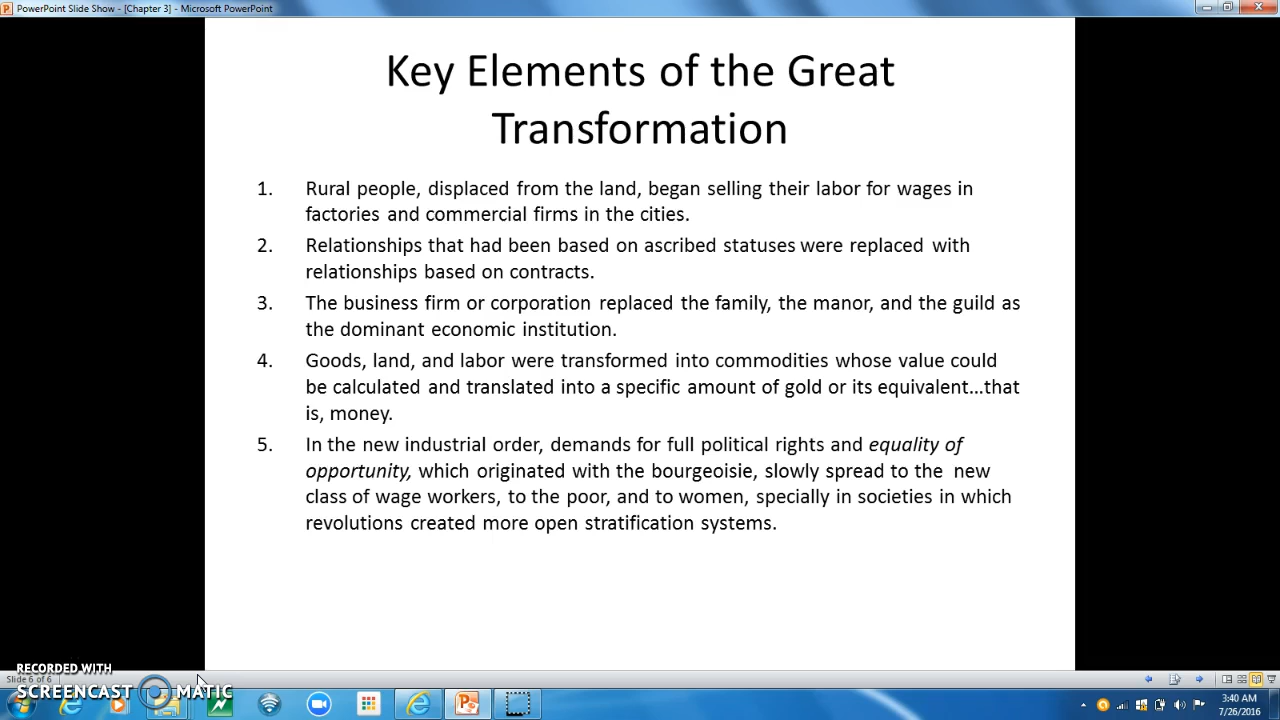 PowerPoint Slide Show - [Chapter 3] - Microsoft PowerPoint
Key Elements of the Great
Transformation
1. Rural people, displaced from the land, began selling their labor for wages in
factories and commercial firms in the cities.
2. Relationships that had been based on ascribed statuses were replaced with
relationships based on contracts.
3. The business firm or corporation replaced the family, the manor, and the guild as
the dominant economic institution.
4. Goods, land, and labor were transformed into commodities whose value could
be calculated and translated into a specific amount of gold or its equivalent...that
is, money.
5. In the new industrial order, demands for full political rights and equality of
opportunity, which originated with the bourgeoisie, slowly spread to the new
class of wage workers, to the poor, and to women, specially in societies in which
revolutions created more open stratification systems.
RECORDED WITH
Slide 6 of 6
SCREENCAST MATIC
3:40 AM
7/26/2016